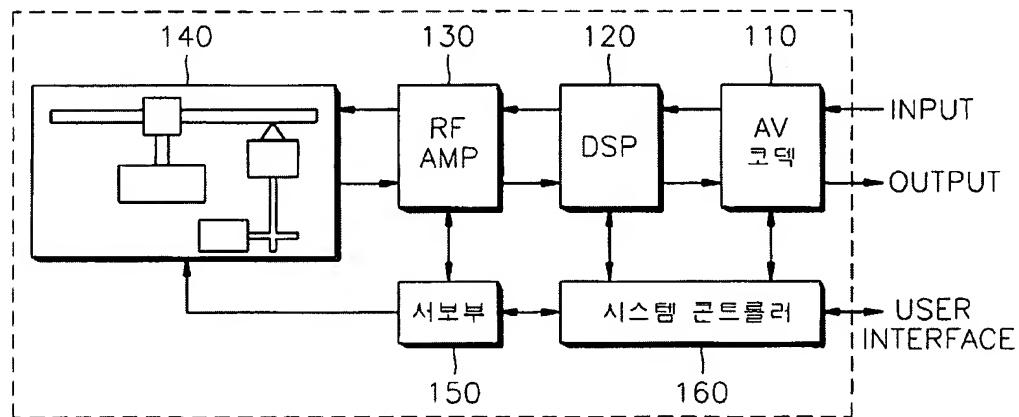 140
130
120
110
RF
AMP
DSP
AV
코덱
INPUT
OUTPUT
서보부
시스템 콘트롤러
USER
INTERFACE
150
160